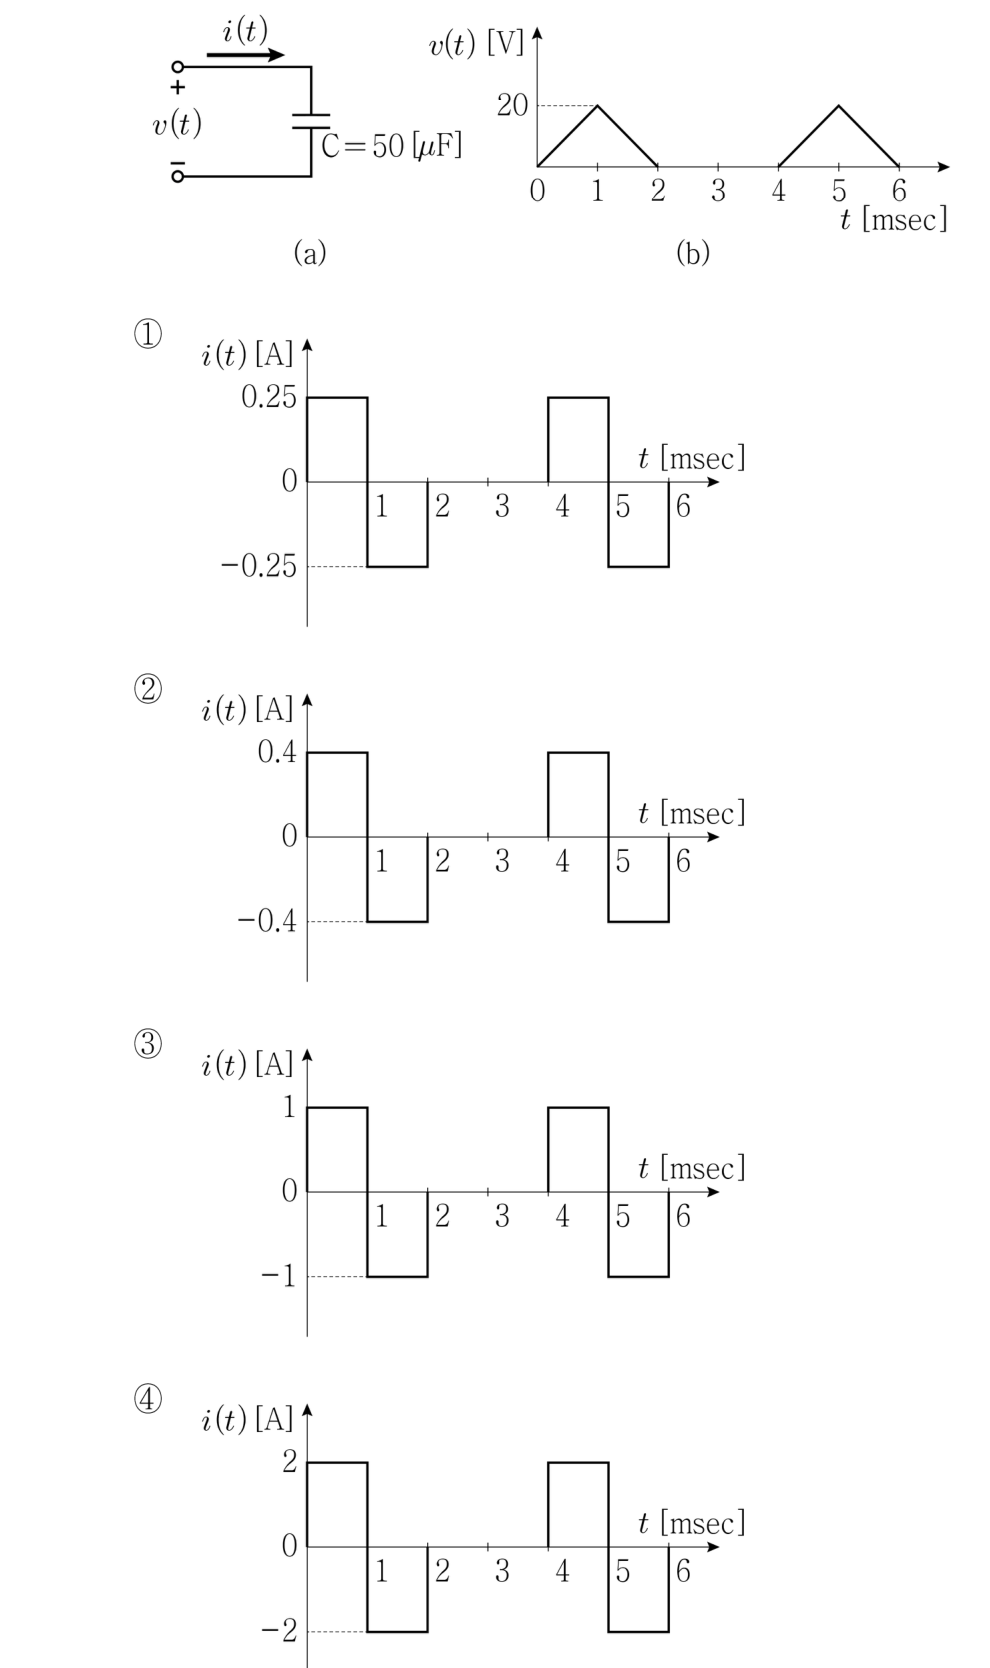 i(t)
v(t) [V]
+
v(t)
−
C=50 [μF]
20
0 1 2 3 4 5 6
t [msec]
(a)
(b)
①
i(t) [A]
0.25
t [msec]
0
1 2 3 4 5 6
−0.25
②
i(t) [A]
0.4
t [msec]
0
1 2 3 4 5 6
−0.4
③
i(t) [A]
1
t [msec]
0
1 2 3 4 5 6
−1
④
i(t) [A]
2
t [msec]
0
1 2 3 4 5 6
−2